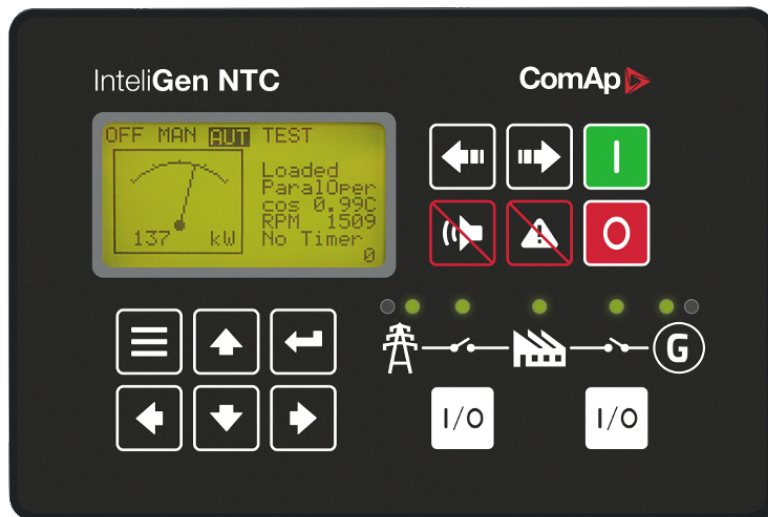 InteliGen NTC
ComAp
OFF MAN AUT TEST
Loaded
ParalOper
cos 0.99C
RPM 1509
No Timer
0
137 kW
I
O
G
I/O
I/O